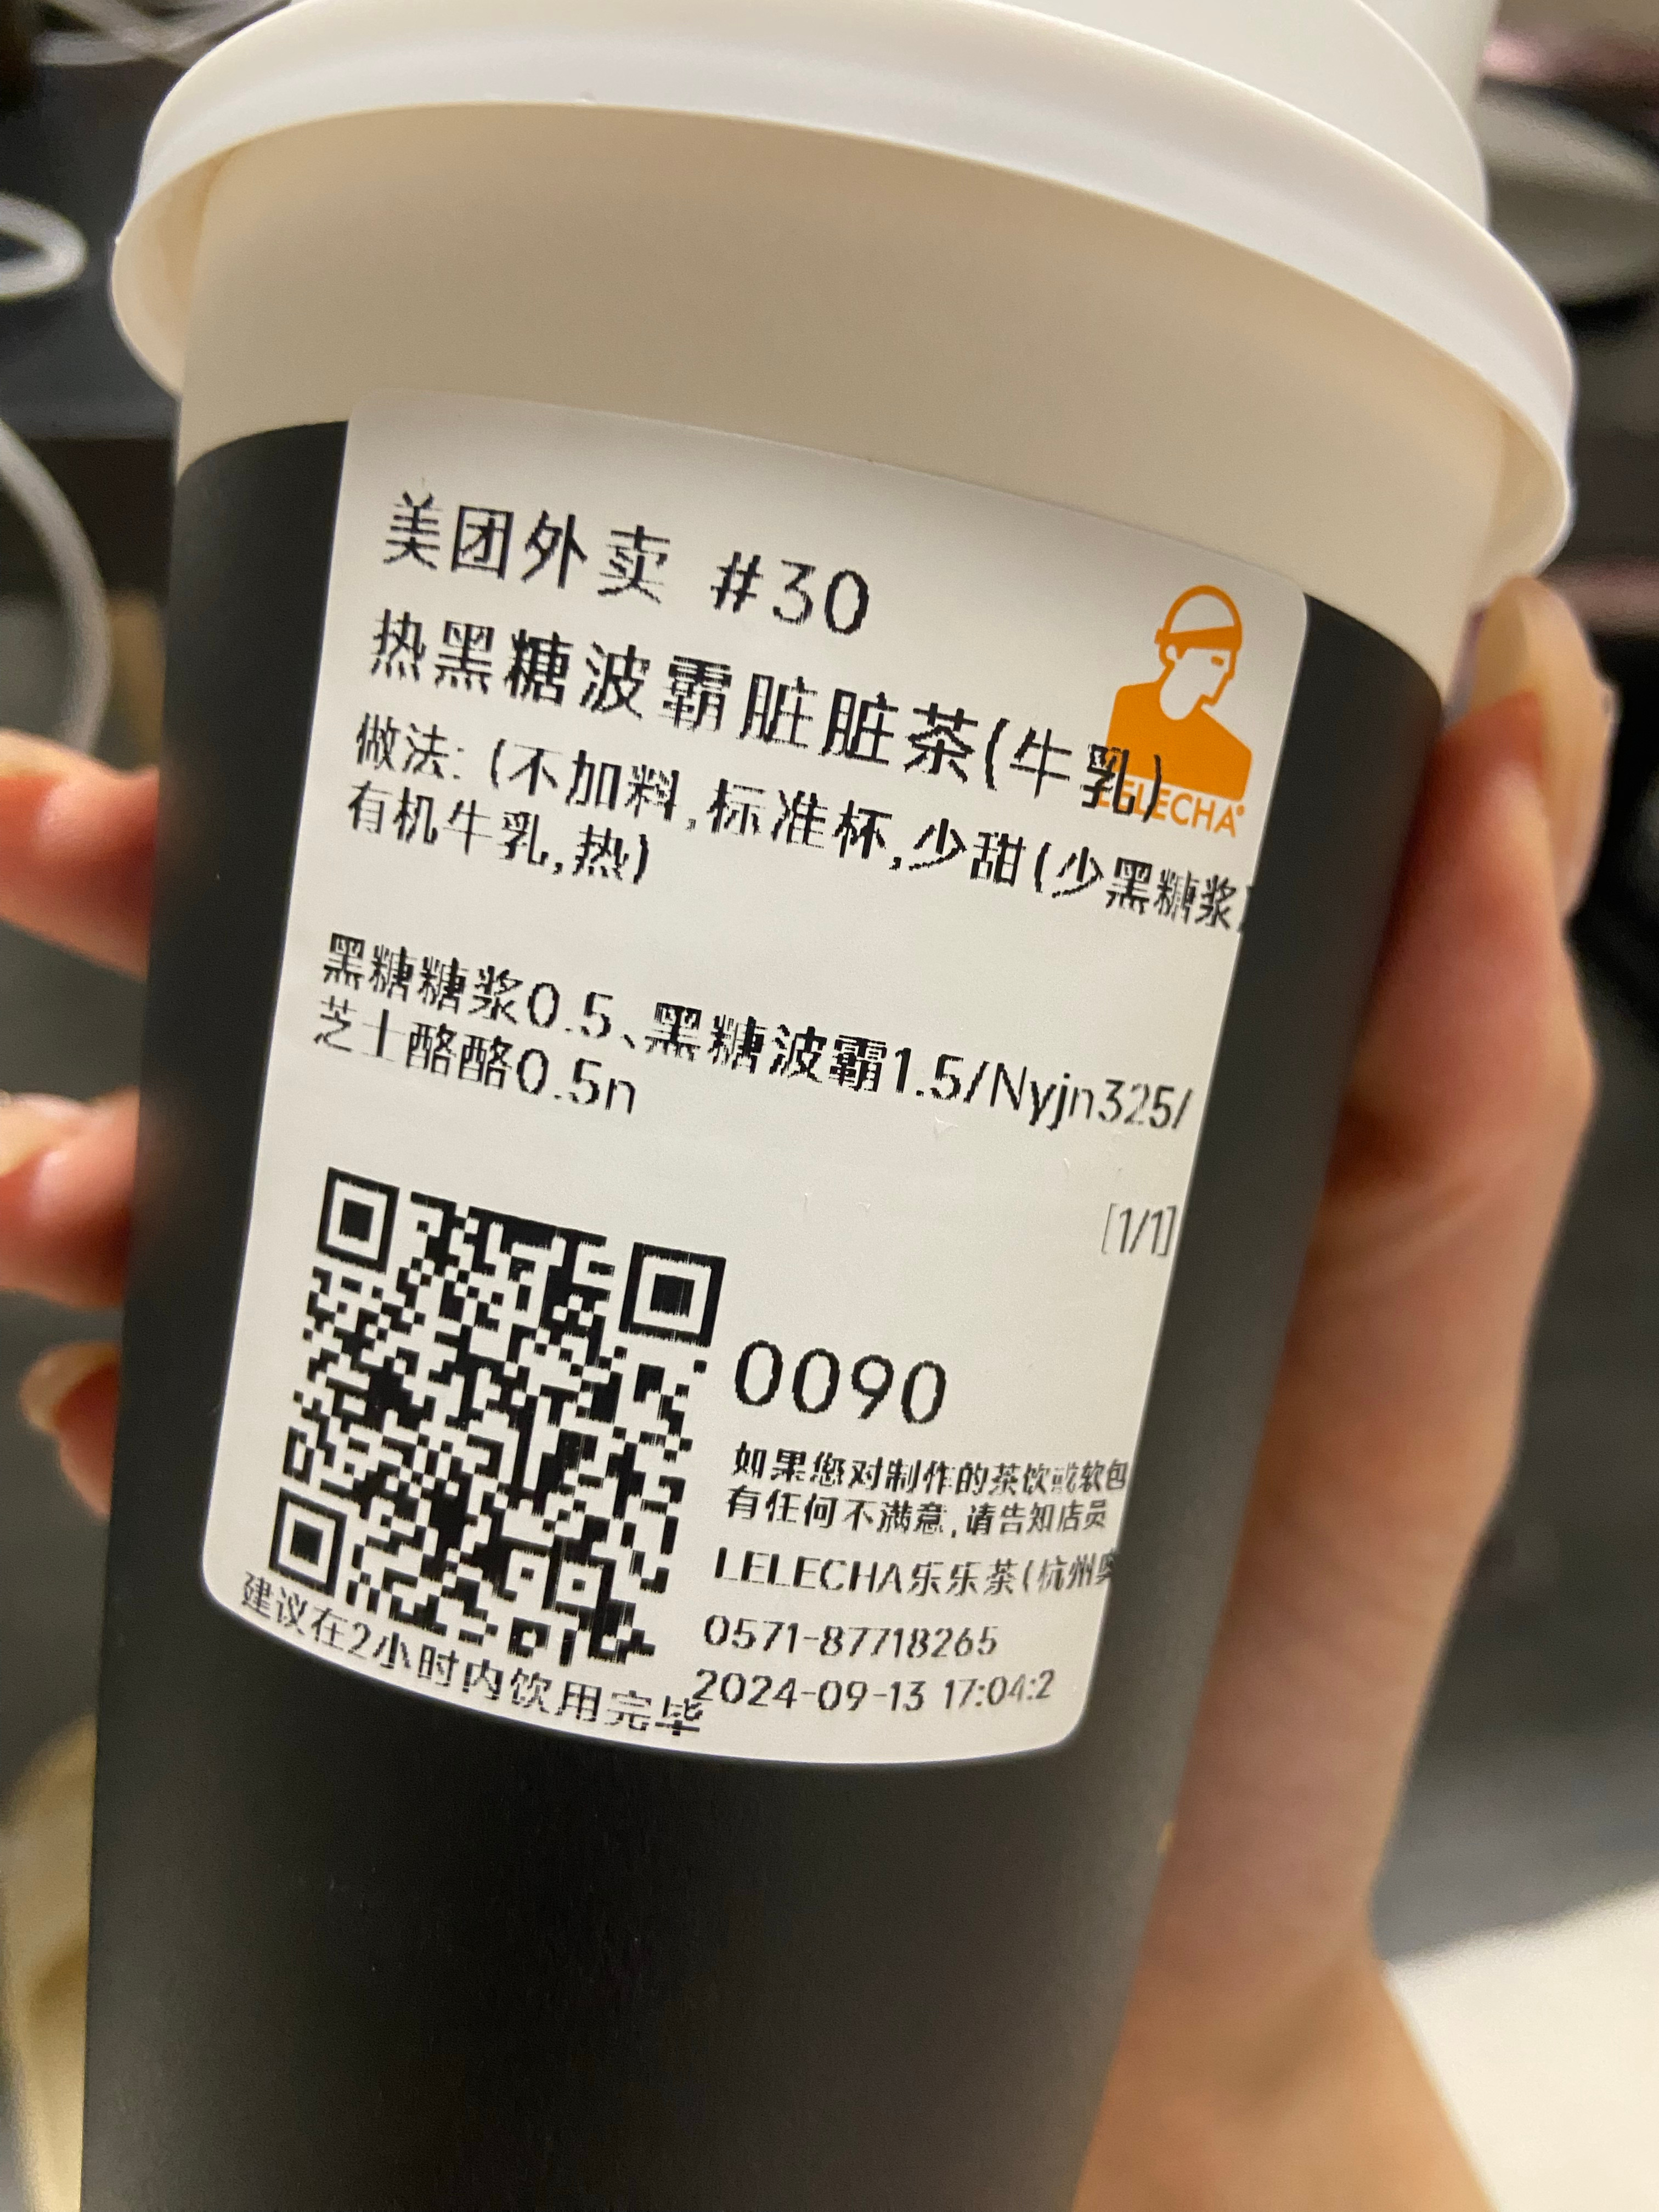 美团外卖 #30
热黑糖波霸脏脏茶(牛乳)
LELECHA
做法: (不加料,标准杯,少甜(少黑糖浆)
有机牛乳,热)
黑糖糖浆0.5、黑糖波霸1.5/Nyjn325/
芝士酪酪0.5n
[1/1]
0090
如果您对制作的茶饮或软包
有任何不满意,请告知店员
LELECHA乐乐茶(杭州奥
0571-87718265
2024-09-13 17:04:2
建议在2小时内饮用完毕